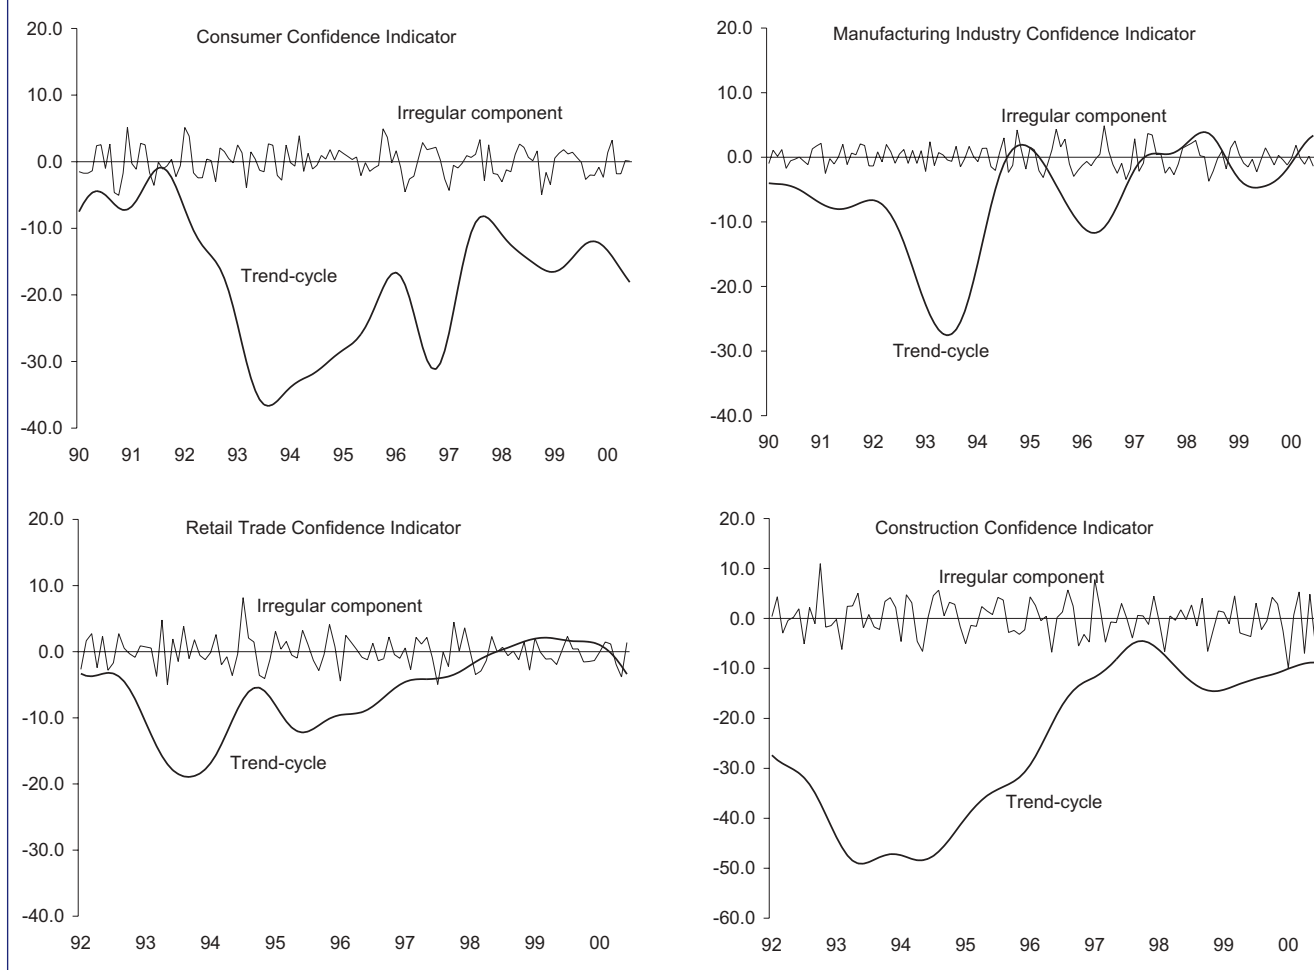 Consumer Confidence Indicator
20.0
10.0
0.0
-10.0
-20.0
-30.0
-40.0
Irregular component
Trend-cycle
90 91 92 93 94 95 96 97 98 99 00
Manufacturing Industry Confidence Indicator
20.0
10.0
0.0
-10.0
-20.0
-30.0
-40.0
Irregular component
Trend-cycle
90 91 92 93 94 95 96 97 98 99 00
Retail Trade Confidence Indicator
20.0
10.0
0.0
-10.0
-20.0
-30.0
-40.0
Irregular component
Trend-cycle
92 93 94 95 96 97 98 99 00
Construction Confidence Indicator
20.0
10.0
0.0
-10.0
-20.0
-30.0
-40.0
-50.0
-60.0
Irregular component
Trend-cycle
92 93 94 95 96 97 98 99 00